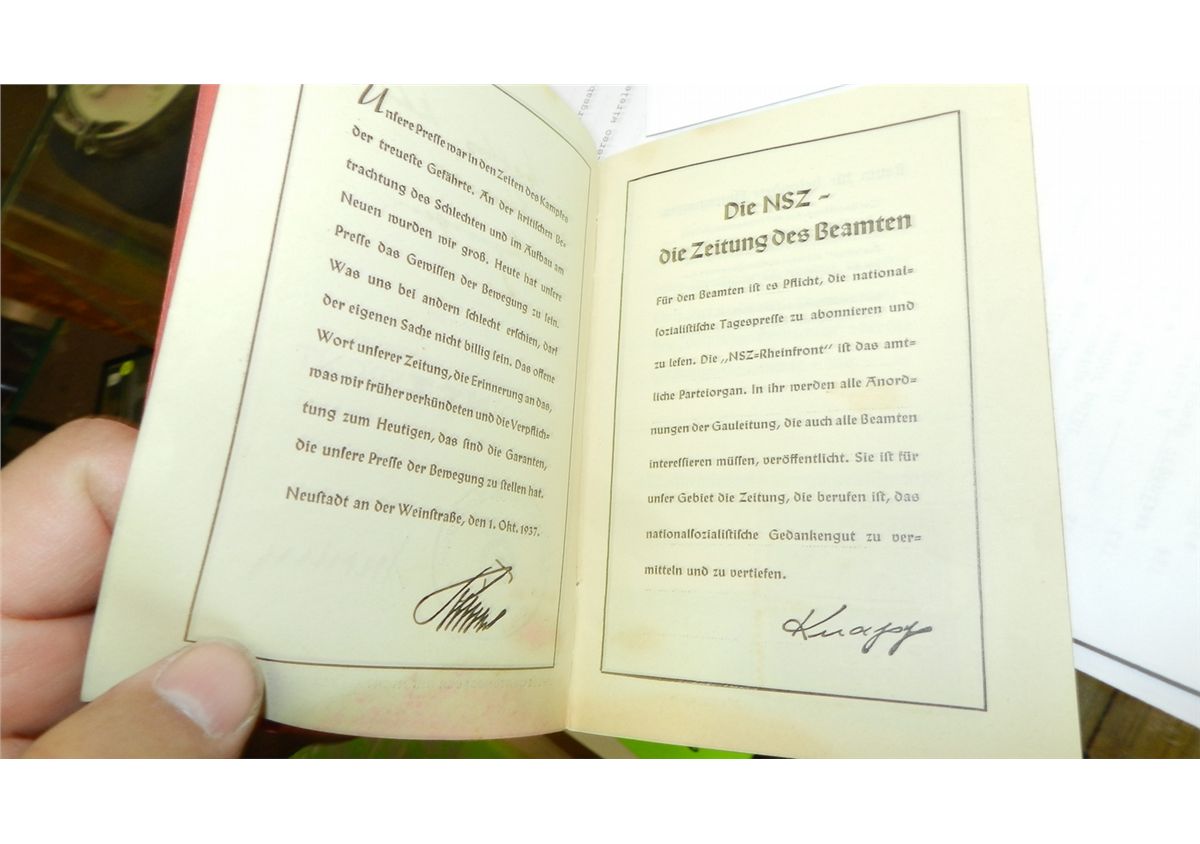 Unsere Presse war in den Zeiten des Kampfes
der treueste Gefährte. An der kritischen Be-
trachtung des Schlechten und im Aufbau am
Neuen wurden wir groß. Heute hat unsere
Presse das Gewissen der Bewegung zu sein.
Was uns bei andern schlecht erschien, darf
der eigenen Sache nicht billig sein. Das offene
Wort unserer Zeitung, die Erinnerung an das,
was wir früher verkündeten und die Verpflich-
tung zum Heutigen, das sind die Garanten,
die unsere Presse der Bewegung zu stellen hat.
Neustadt an der Weinstraße, den 1. Okt. 1937.
Die NSZ -
die Zeitung des Beamten
Für den Beamten ist es Pflicht, die national-
sozialistische Tagespresse zu abonnieren und
zu lesen. Die „NSZ-Rheinfront" ist das amt-
liche Parteiorgan. In ihr werden alle Anord-
nungen der Gauleitung, die auch alle Beamten
interessieren müssen, veröffentlicht. Sie ist für
unser Gebiet die Zeitung, die berufen ist, das
nationalsozialistische Gedankengut zu ver-
mitteln und zu vertiefen.
Knapp